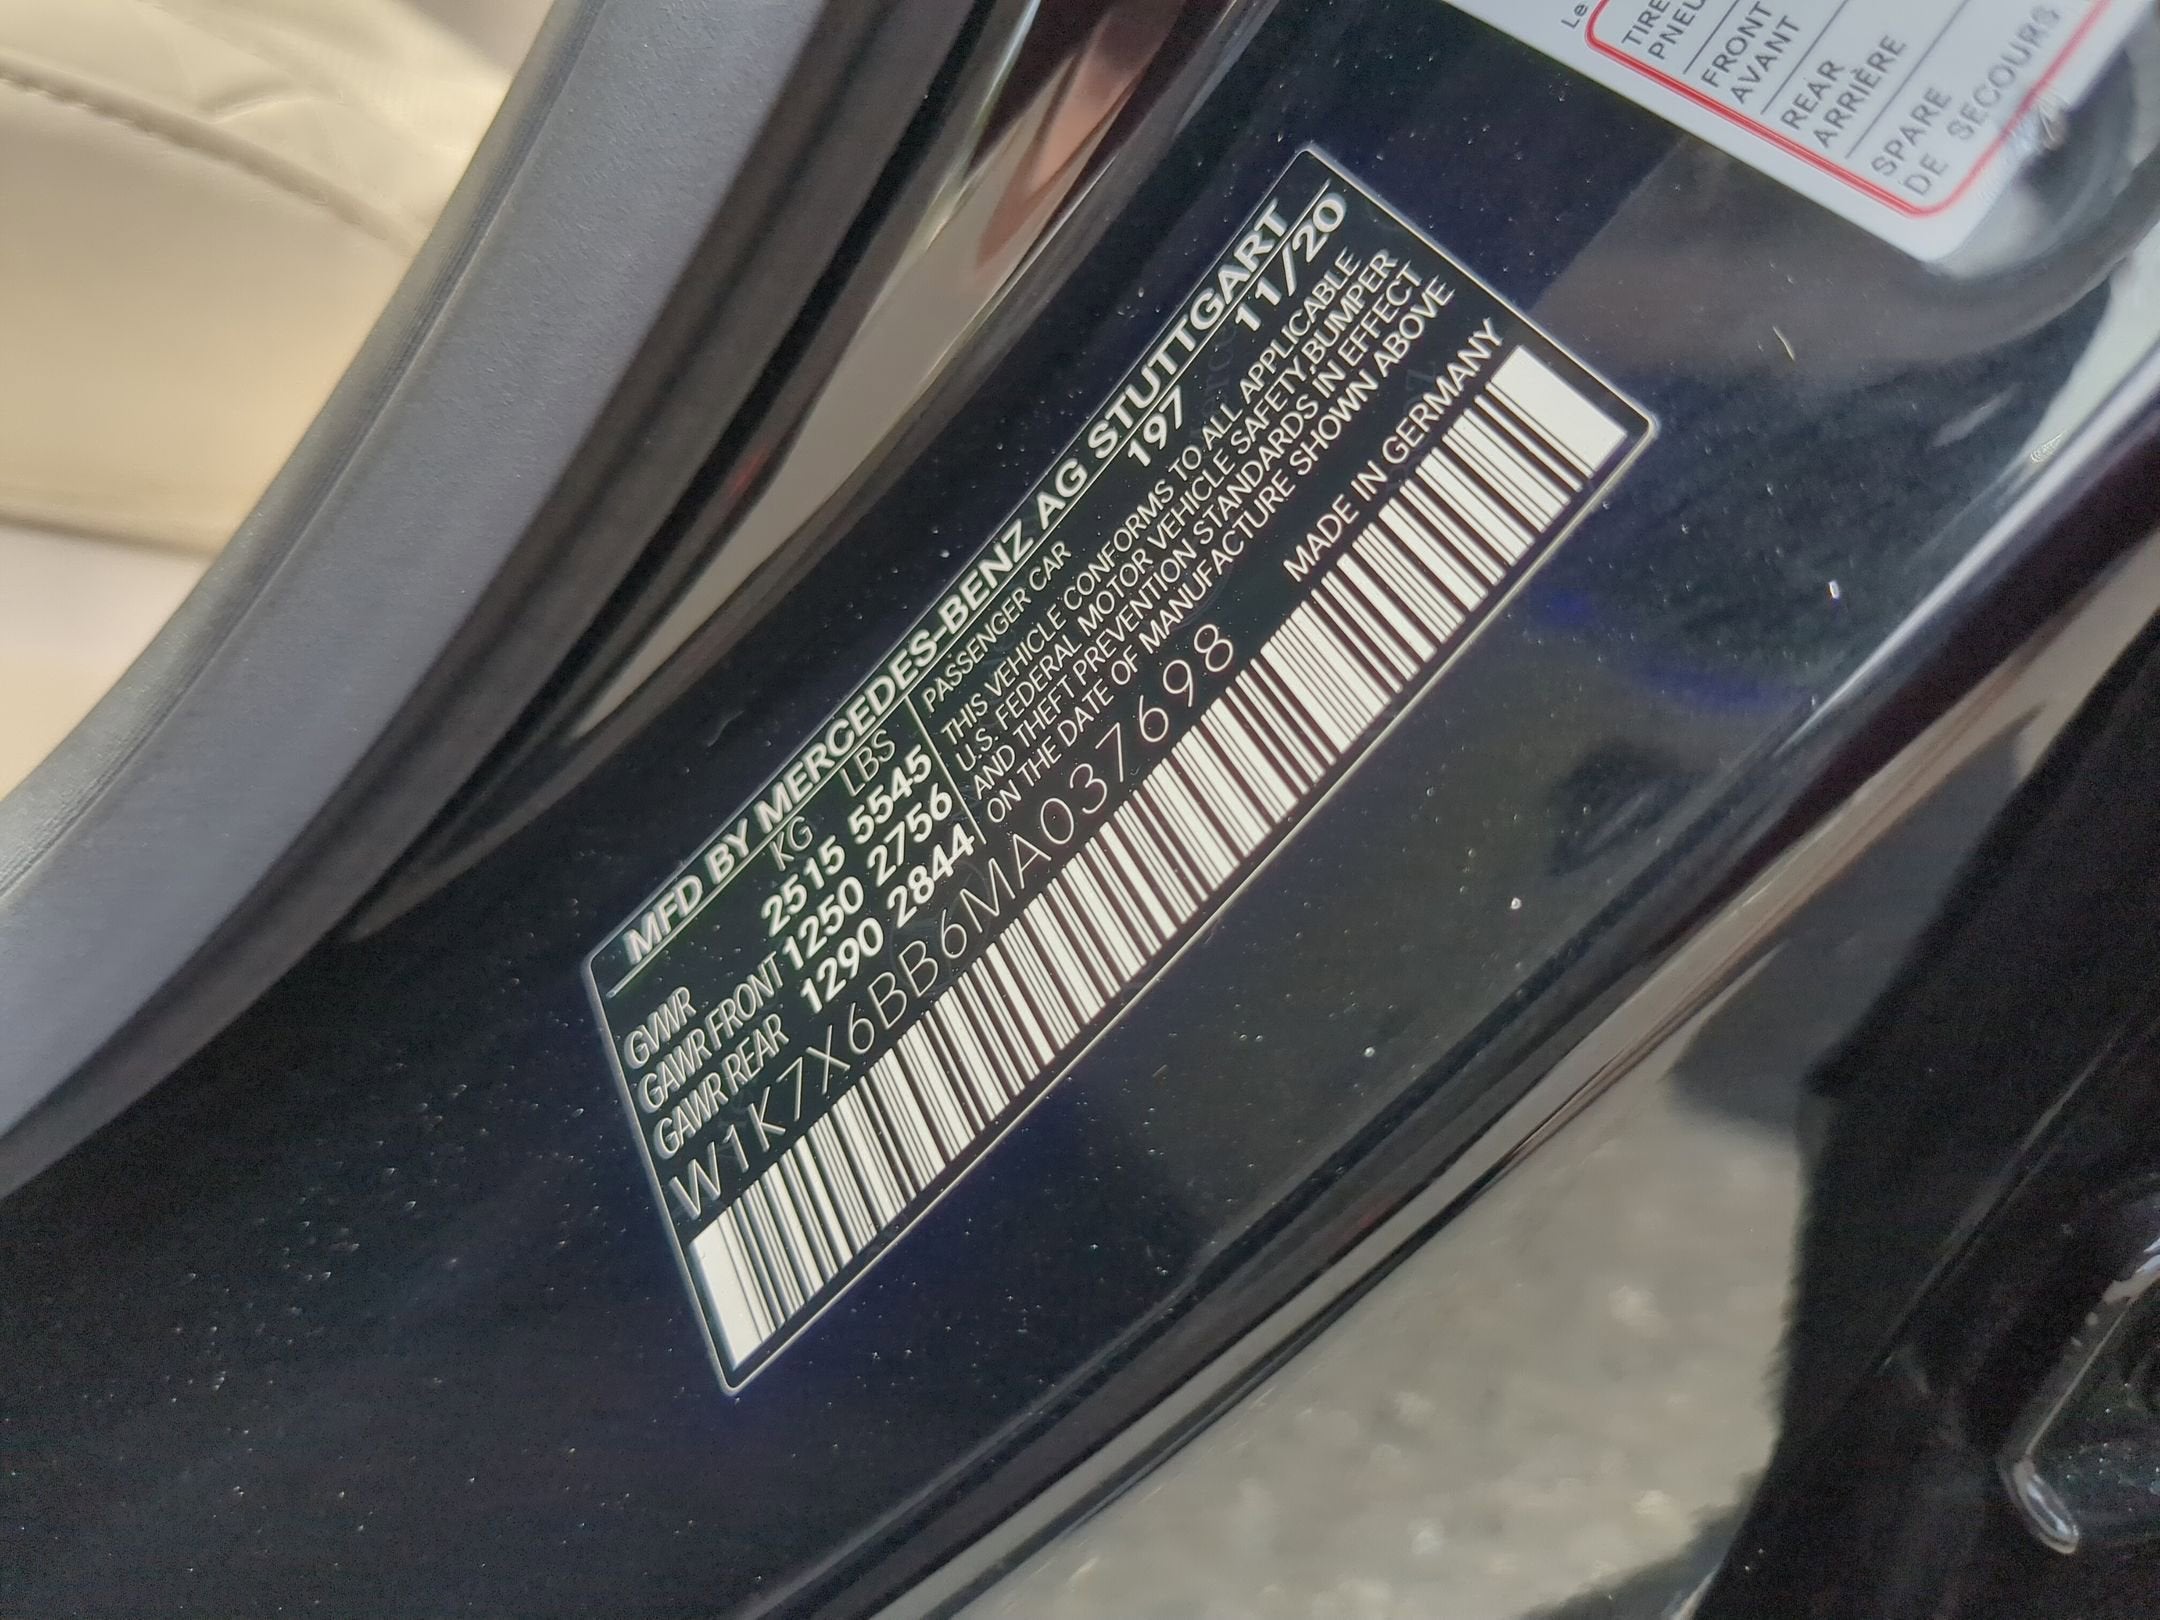 MFD BY MERCEDES-BENZ AG STUTTGART
KG LBS 197 11/20
GVWR 2515 5545
GAWR FRONT 1250 2756
GAWR REAR 1290 2844
PASSENGER CAR
THIS VEHICLE CONFORMS TO ALL APPLICABLE
U.S. FEDERAL MOTOR VEHICLE SAFETY,BUMPER
AND THEFT PREVENTION STANDARDS IN EFFECT
ON THE DATE OF MANUFACTURE SHOWN ABOVE
MADE IN GERMANY
W1K7X6BB6MA037698
Le
TIRE
PNEU
FRONT
AVANT
REAR
ARRIÈRE
SPARE
DE SECOURS